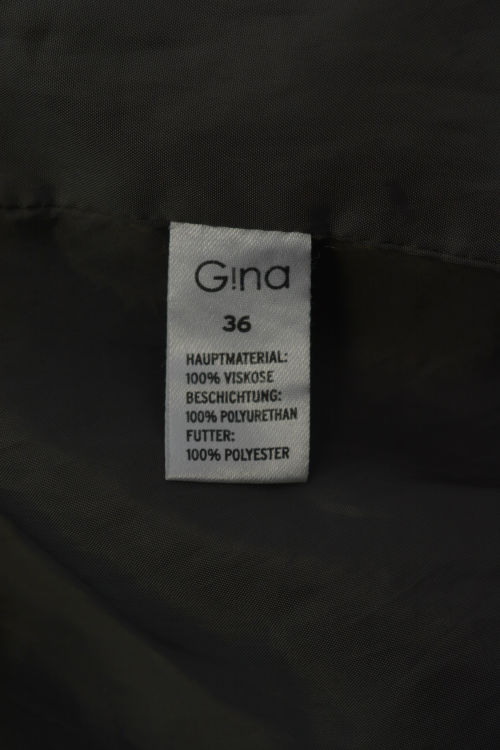 G!na
36
HAUPTMATERIAL:
100% VISKOSE
BESCHICHTUNG:
100% POLYURETHAN
FUTTER:
100% POLYESTER